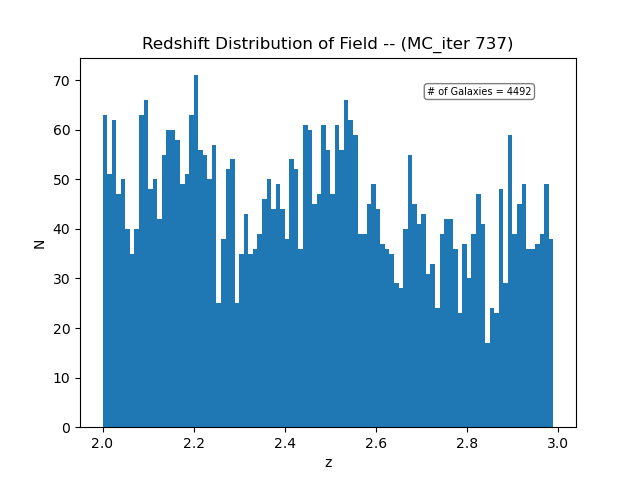 Redshift Distribution of Field -- (MC_iter 737)
# of Galaxies = 4492
70
60
50
40
30
20
10
0
N
2.0 2.2 2.4 2.6 2.8 3.0
z